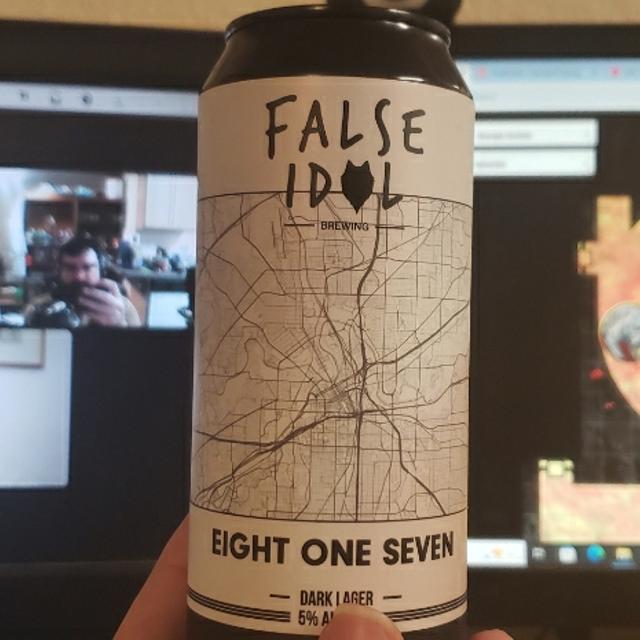 FALSE
IDOL
BREWING
EIGHT ONE SEVEN
DARK LAGER
5%